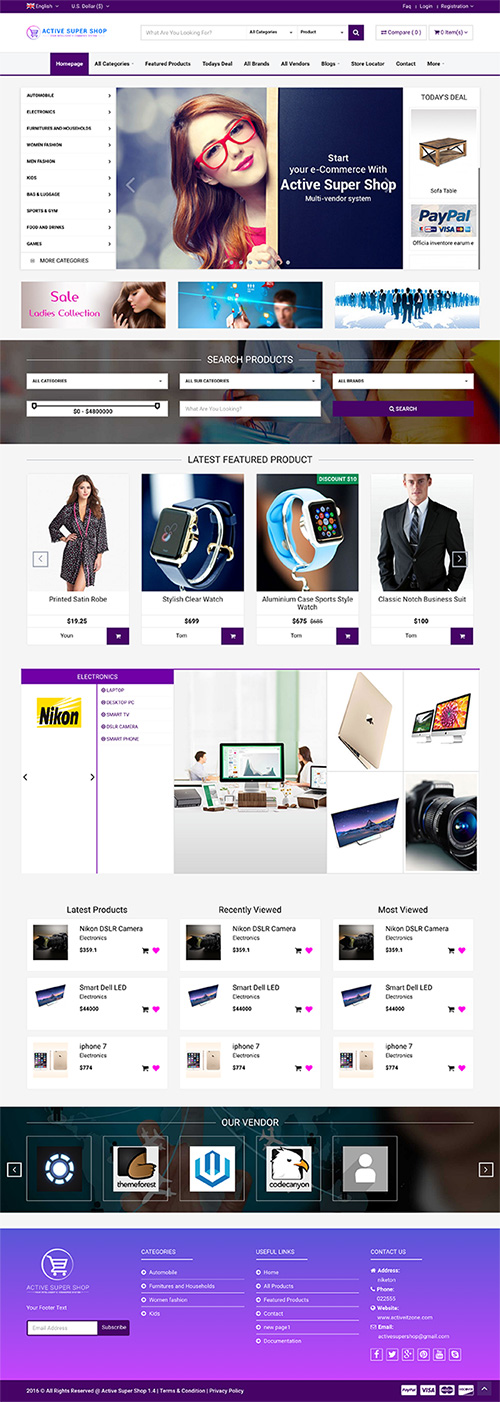 English U.S. Dollar ($) Faq Login Registration
ACTIVE SUPER SHOP What Are You Looking For? All Categories Product Compare ( 0 ) 0 Item(s)
Homepage All Categories Featured Products Todays Deal All Brands All Vendors Blogs Store Locator Contact More
AUTOMOBILE
ELECTRONICS
FURNITURES AND HOUSEHOLDS
WOMEN FASHION
MEN FASHION
KIDS
BAG & LUGGAGE
SPORTS & GYM
FOOD AND DRINKS
GAMES
MORE CATEGORIES
Start
your e-Commerce With
Active Super Shop
Multi-vendor system
TODAY'S DEAL
Sofa Table
PayPal
VISA
Officia inventore earum e
Sale
Ladies Collection
SEARCH PRODUCTS
ALL CATEGORIES ALL SUB CATEGORIES ALL BRANDS
$0 - $4800000 What Are You Looking? SEARCH
LATEST FEATURED PRODUCT
DISCOUNT $10
Printed Satin Robe Stylish Clear Watch Aluminium Case Sports Style Watch Classic Notch Business Suit
$19.25 $699 $675 $685 $100
Youn Tom Tom Tom
ELECTRONICS
Nikon
LAPTOP
DESKTOP PC
SMART TV
DSLR CAMERA
SMART PHONE
Latest Products Recently Viewed Most Viewed
Nikon DSLR Camera Nikon DSLR Camera Nikon DSLR Camera
Electronics Electronics Electronics
$359.1 $359.1 $359.1
Smart Dell LED Smart Dell LED Smart Dell LED
Electronics Electronics Electronics
$44000 $44000 $44000
iphone 7 iphone 7 iphone 7
Electronics Electronics Electronics
$774 $774 $774
OUR VENDOR
themeforest codecanyon
ACTIVE SUPER SHOP
Your Footer Text
Email Address Subscribe
CATEGORIES
Automobile
Furnitures and Households
Women fashion
Kids
USEFUL LINKS
Home
All Products
Featured Products
Contact
new page1
Documentation
CONTACT US
Address:
niketon
Phone:
022555
Website:
www.activeitzone.com
Email:
activesupershop@gmail.com
2016 © All Rights Reserved @ Active Super Shop 1.4 | Terms & Condition | Privacy Policy PayPal VISA